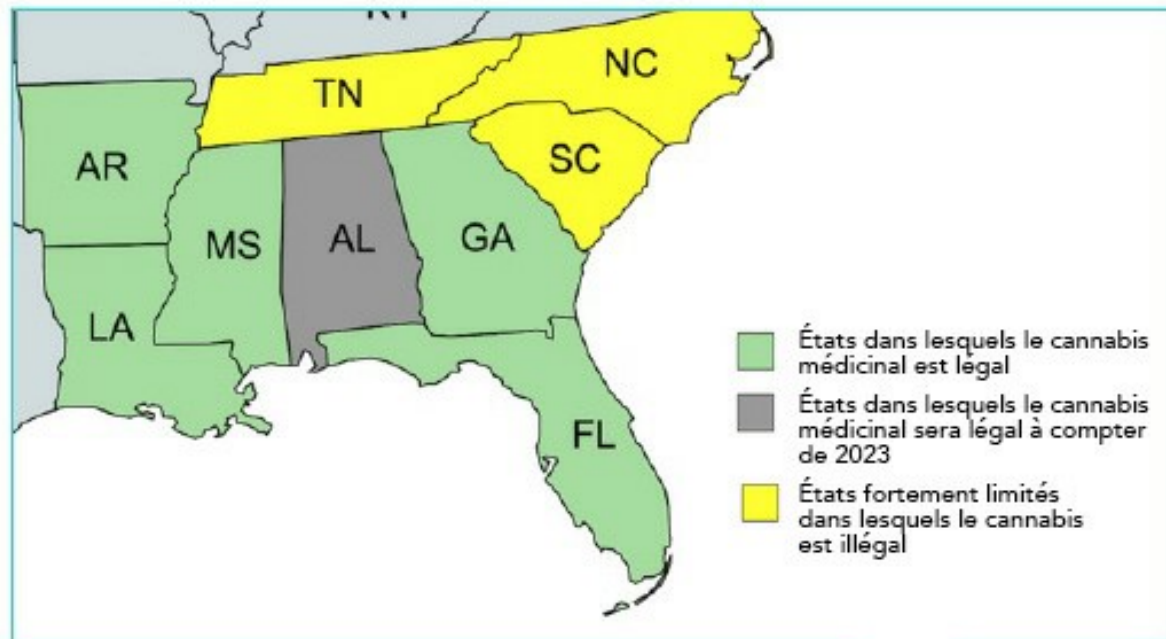 TN
NC
SC
AR
MS
AL
GA
LA
FL
États dans lesquels le cannabis
médicinal est légal
États dans lesquels le cannabis
médicinal sera légal à compter
de 2023
États fortement limités
dans lesquels le cannabis
est illégal